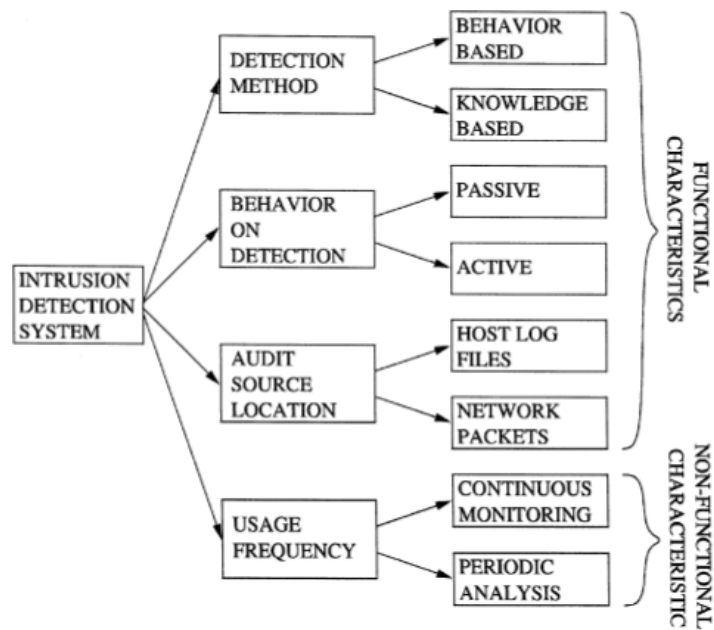 INTRUSION
DETECTION
SYSTEM
DETECTION
METHOD
BEHAVIOR
ON
DETECTION
AUDIT
SOURCE
LOCATION
USAGE
FREQUENCY
BEHAVIOR
BASED
KNOWLEDGE
BASED
PASSIVE
ACTIVE
HOST LOG
FILES
NETWORK
PACKETS
CONTINUOUS
MONITORING
PERIODIC
ANALYSIS
FUNCTIONAL
CHARACTERISTICS
NON-FUNCTIONAL
CHARACTERISTIC